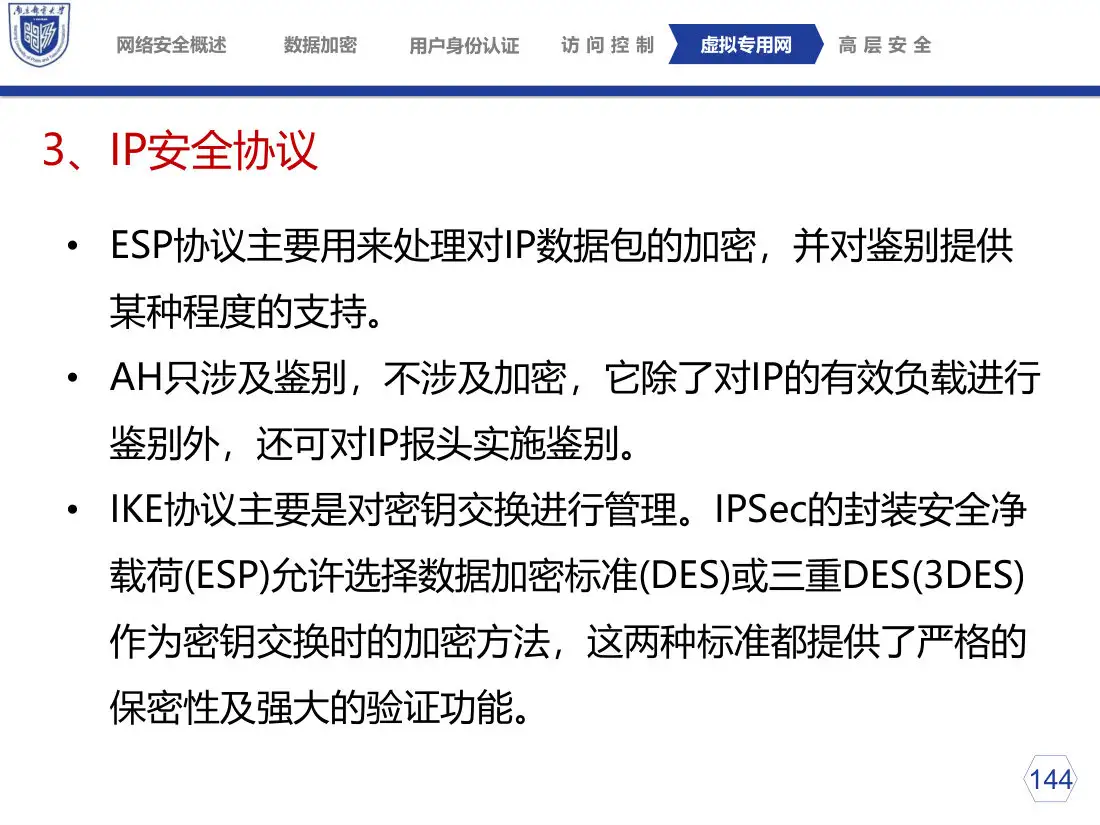 网络安全概述 数据加密 用户身份认证 访问控制 虚拟专用网 高层安全
3、IP安全协议
• ESP协议主要用来处理对IP数据包的加密，并对鉴别提供
某种程度的支持。
• AH只涉及鉴别，不涉及加密，它除了对IP的有效负载进行
鉴别外，还可对IP报头实施鉴别。
• IKE协议主要是对密钥交换进行管理。IPSec的封装安全净
载荷(ESP)允许选择数据加密标准(DES)或三重DES(3DES)
作为密钥交换时的加密方法，这两种标准都提供了严格的
保密性及强大的验证功能。
144